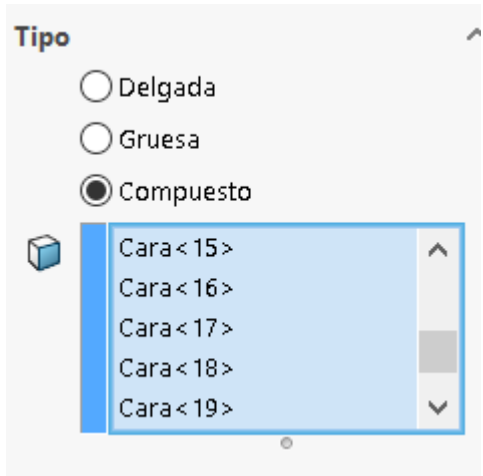 Tipo
Delgada
Gruesa
Compuesto
Cara<15>
Cara<16>
Cara<17>
Cara<18>
Cara<19>